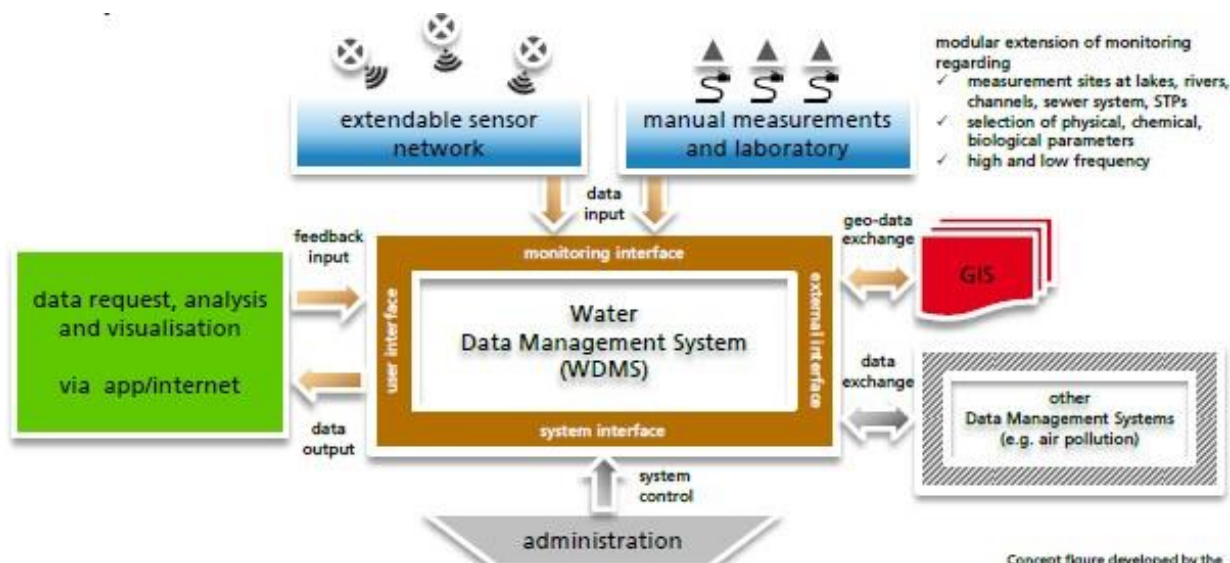 extendable sensor
network
manual measurements
and laboratory
modular extension of monitoring
regarding
✓ measurement sites at lakes, rivers,
channels, sewer system, STPs
✓ selection of physical, chemical,
biological parameters
✓ high and low frequency
data
input
feedback
input
data request, analysis
and visualisation
via app/internet
data
output
monitoring interface
user interface
Water
Data Management System
(WDMS)
external interface
system interface
geo-data
exchange
GIS
data
exchange
other
Data Management Systems
(e.g. air pollution)
system
control
administration
Concept figure developed by the